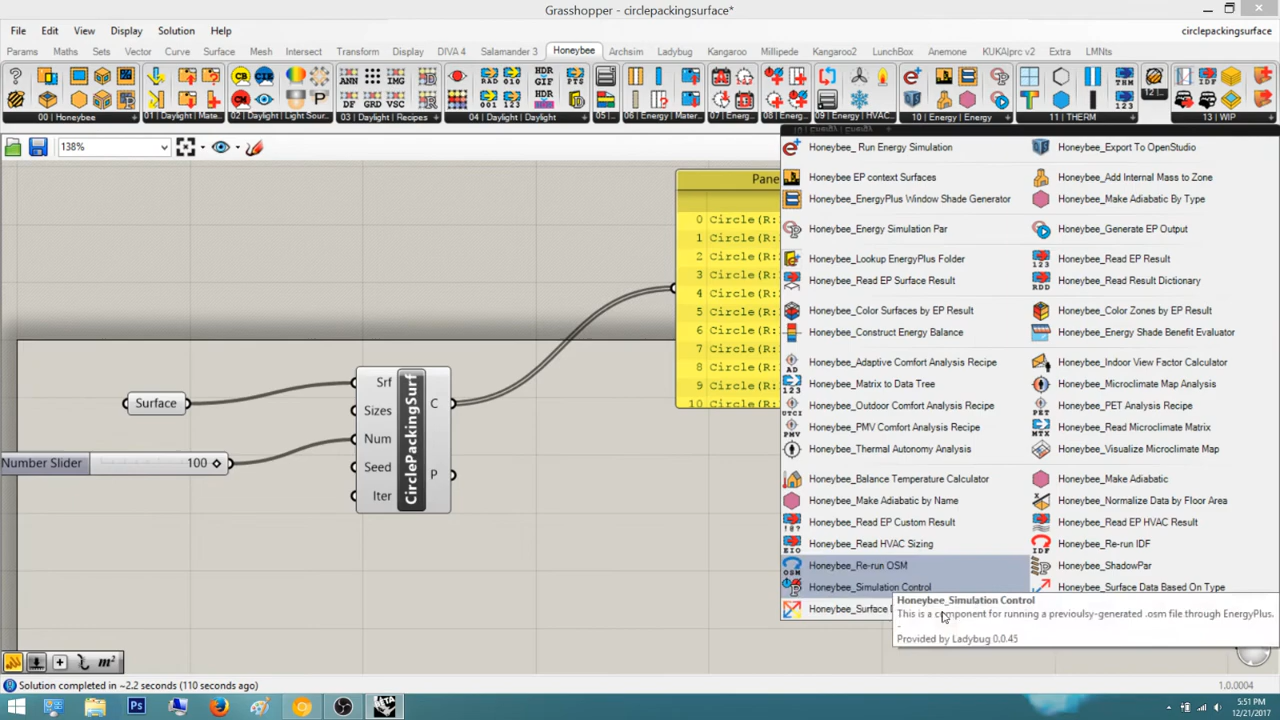 Grasshopper - circlepackingsurface*
File Edit View Display Solution Help
circlepackingsurface
Params Maths Sets Vector Curve Surface Mesh Intersect Transform Display DIVA 4 Salamander 3 Honeybee Archsim Ladybug Kangaroo Millipede Kangaroo2 LunchBox Anemone KUKA|prc v2 Extra LMNts
00 | Honeybee
01 | Daylight | Mate...
02 | Daylight | Light Sour...
03 | Daylight | Recipes
04 | Daylight | Daylight
05 |...
06 | Energy | Mater...
07 | Energ...
08 | Energ...
09 | Energy | HVAC...
10 | Energy | Energy
11 | THERM
12 |...
13 | WIP
138%
10 | Energy | Energy
Honeybee_ Run Energy Simulation
Honeybee_Export To OpenStudio
Honeybee EP context Surfaces
Honeybee_Add Internal Mass to Zone
Honeybee_EnergyPlus Window Shade Generator
Honeybee_Make Adiabatic By Type
Honeybee_Energy Simulation Par
Honeybee_Generate EP Output
Honeybee_Lookup EnergyPlus Folder
Honeybee_Read EP Result
Honeybee_Read EP Surface Result
Honeybee_Read Result Dictionary
Honeybee_Color Surfaces by EP Result
Honeybee_Color Zones by EP Result
Honeybee_Construct Energy Balance
Honeybee_Energy Shade Benefit Evaluator
Honeybee_Adaptive Comfort Analysis Recipe
Honeybee_Indoor View Factor Calculator
Honeybee_Matrix to Data Tree
Honeybee_Microclimate Map Analysis
Honeybee_Outdoor Comfort Analysis Recipe
Honeybee_PET Analysis Recipe
Honeybee_PMV Comfort Analysis Recipe
Honeybee_Read Microclimate Matrix
Honeybee_Thermal Autonomy Analysis
Honeybee_Visualize Microclimate Map
Honeybee_Balance Temperature Calculator
Honeybee_Make Adiabatic
Honeybee_Make Adiabatic by Name
Honeybee_Normalize Data by Floor Area
Honeybee_Read EP Custom Result
Honeybee_Read EP HVAC Result
Honeybee_Read HVAC Sizing
Honeybee_Re-run IDF
Honeybee_Re-run OSM
Honeybee_ShadowPar
Honeybee_Simulation Control
Honeybee_Surface Data Based On Type
Honeybee_Surface D
Honeybee_Simulation Control
This is a component for running a previoulsy-generated .osm file through EnergyPlus.
-
Provided by Ladybug 0.0.45
Pane
0 Circle(R:
1 Circle(R:
2 Circle(R:
3 Circle(R:
4 Circle(R:
5 Circle(R:
6 Circle(R:
7 Circle(R:
8 Circle(R:
9 Circle(R:
10 Circle(R:
Surface
Number Slider 100
Srf
Sizes
Num
Seed
Iter
CirclePackingSurf
C
P
Solution completed in ~2.2 seconds (110 seconds ago)
1.0.0004
5:51 PM
12/21/2017